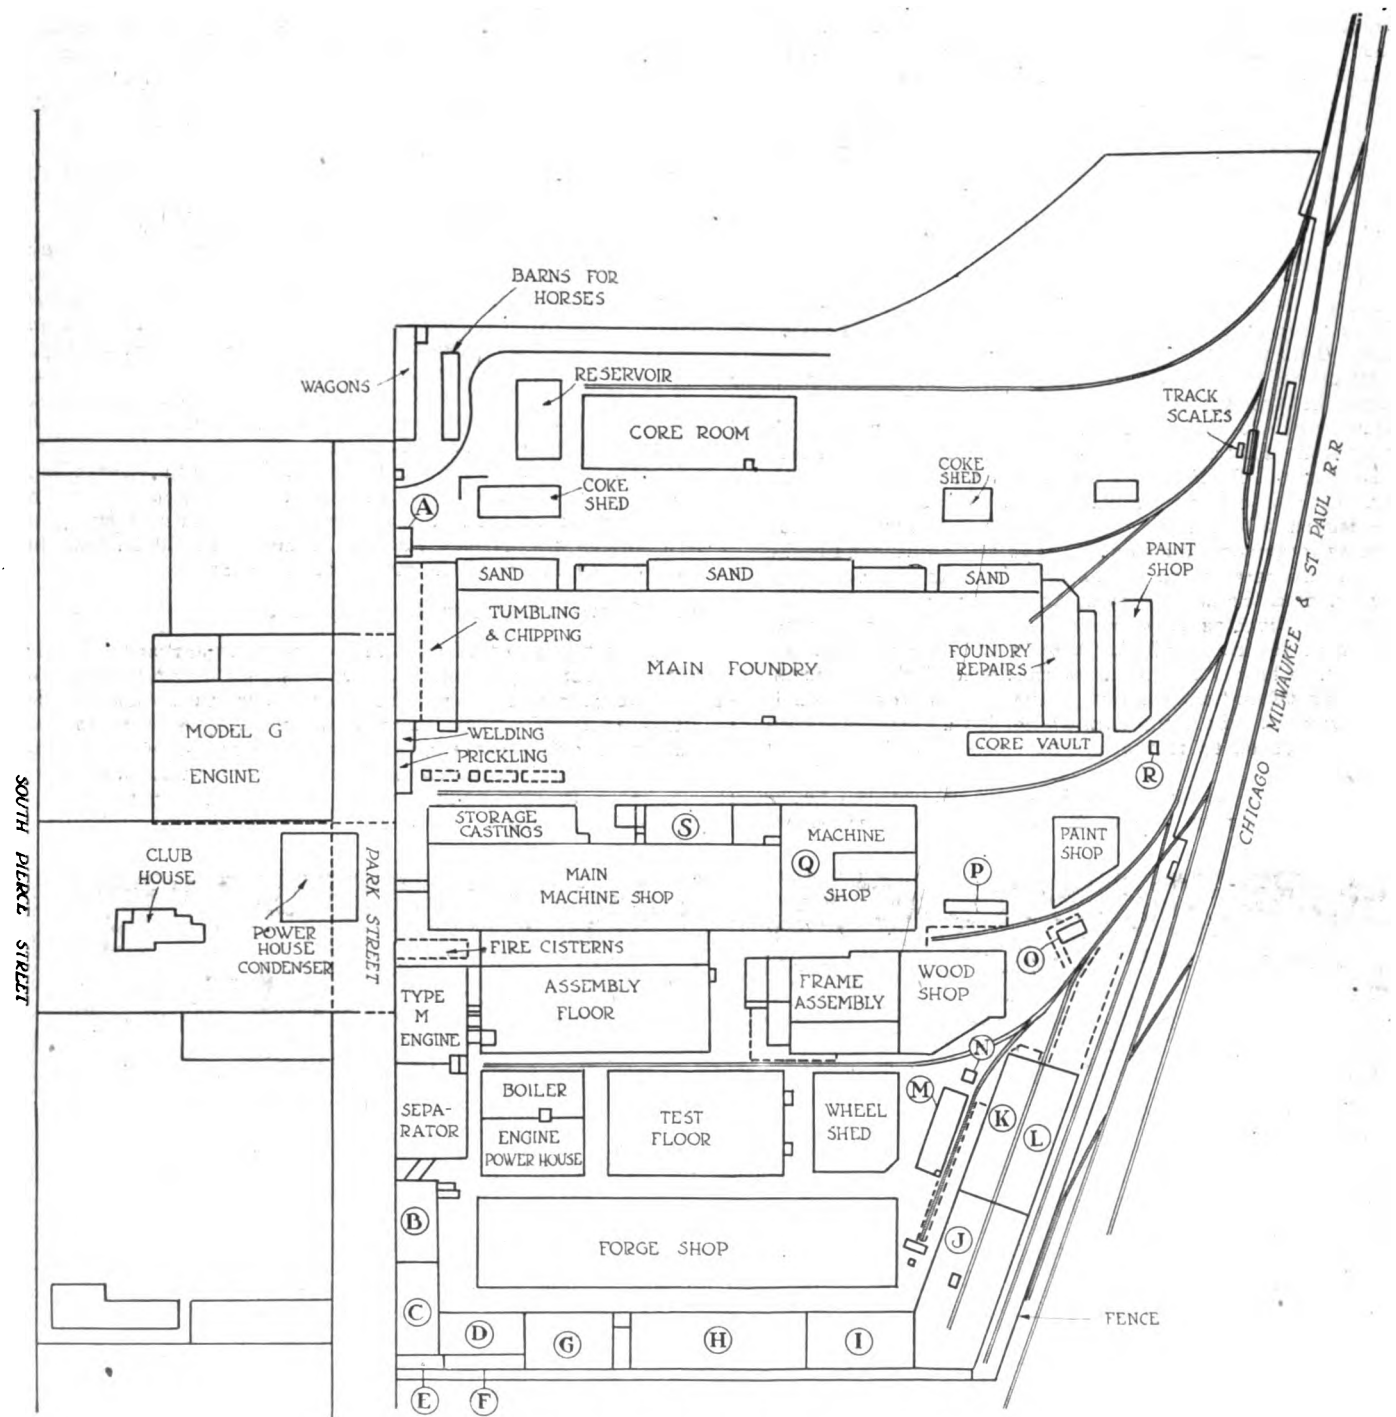 BARNS FOR
HORSES
WAGONS
RESERVOIR
TRACK
SCALES
CORE ROOM
COKE
SHED
COKE
SHED
A
CHICAGO MILWAUKEE & ST PAUL R.R
PAINT
SHOP
SAND
SAND
SAND
TUMBLING
& CHIPPING
MAIN FOUNDRY
FOUNDRY
REPAIRS
MODEL G
ENGINE
WELDING
PRICKLING
CORE VAULT
R
SOUTH PIERCE STREET
STORAGE
CASTINGS
S
MACHINE
Q
SHOP
PAINT
SHOP
CLUB
HOUSE
PARK STREET
MAIN
MACHINE SHOP
P
POWER
HOUSE
CONDENSER
FIRE CISTERNS
O
ASSEMBLY
FLOOR
FRAME
ASSEMBLY
WOOD
SHOP
TYPE
M
ENGINE
N
M
K
L
BOILER
ENGINE
POWER HOUSE
TEST
FLOOR
WHEEL
SHED
SEPA-
RATOR
B
FORGE SHOP
J
C
D
G
H
I
FENCE
E
F